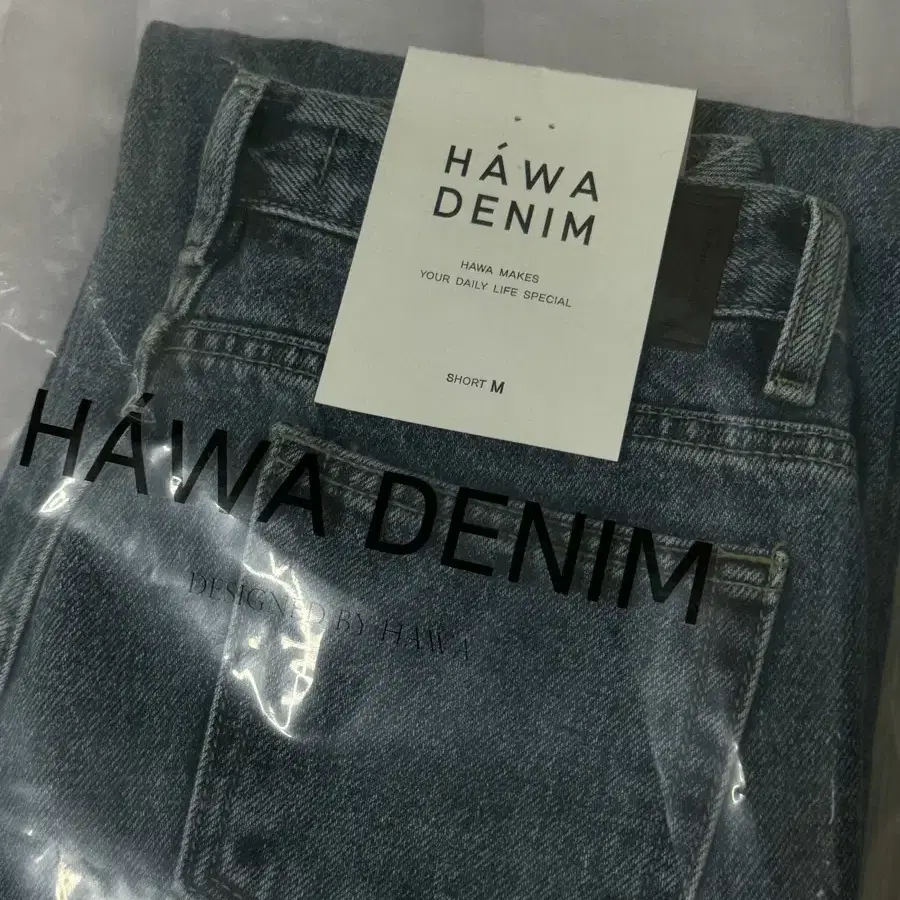 HÁWA
DENIM
HAWA MAKES
YOUR DAILY LIFE SPECIAL
SHORT M
HÁWA DENIM
DESIGNED BY HAWA